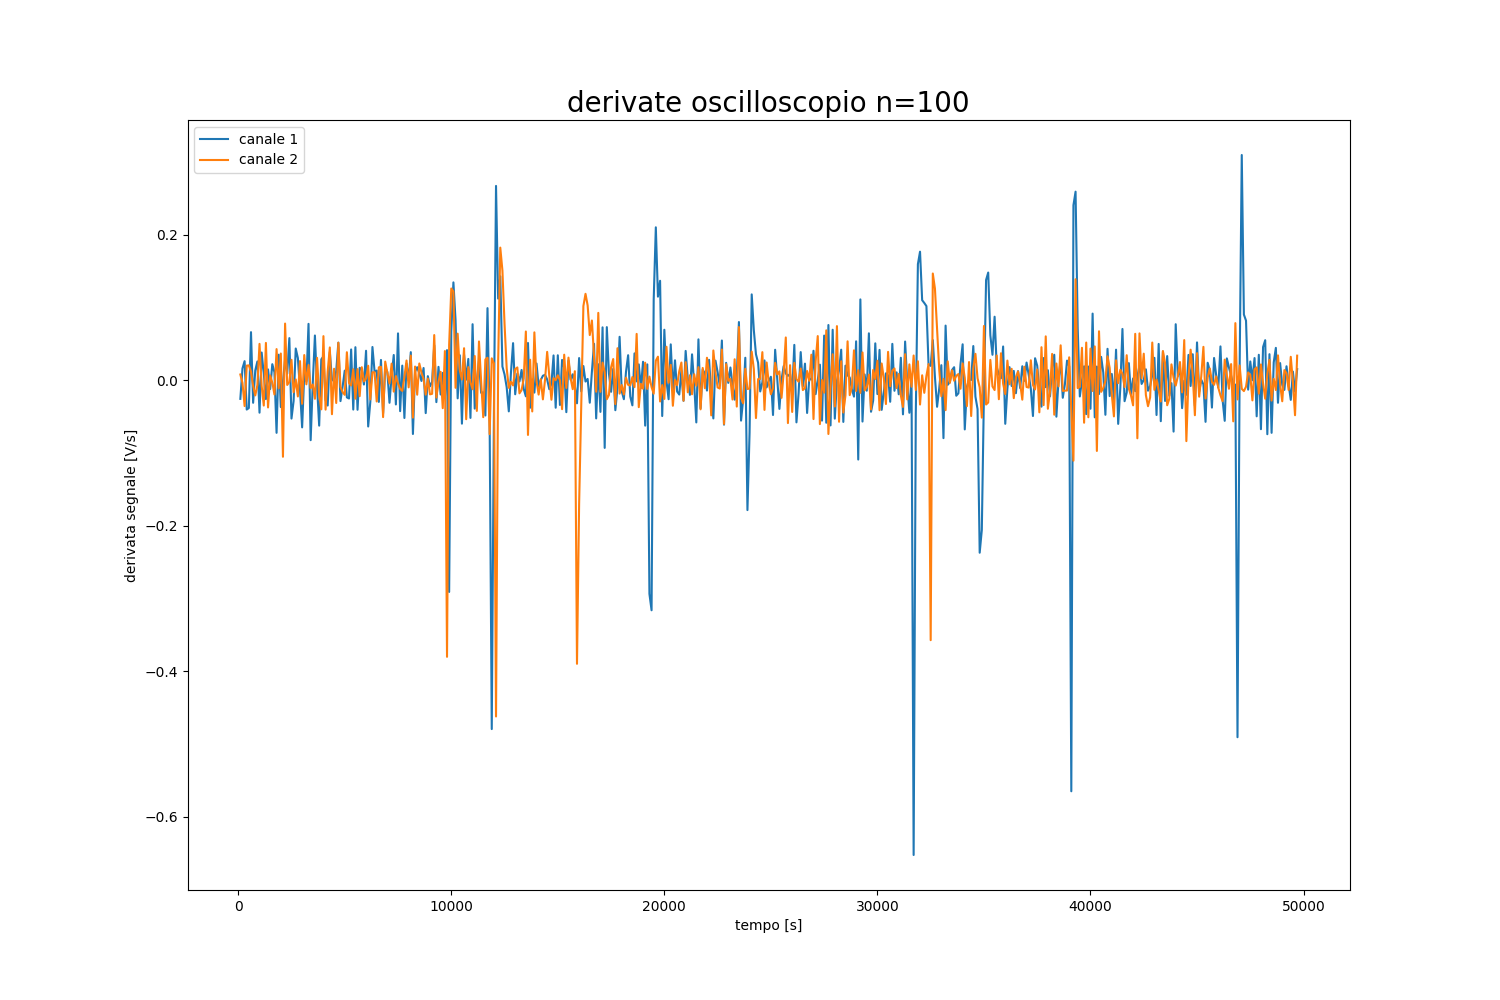 derivate oscilloscopio n=100
canale 1
canale 2
0.2
0.0
−0.2
−0.4
−0.6
derivata segnale [V/s]
0
10000
20000
30000
40000
50000
tempo [s]